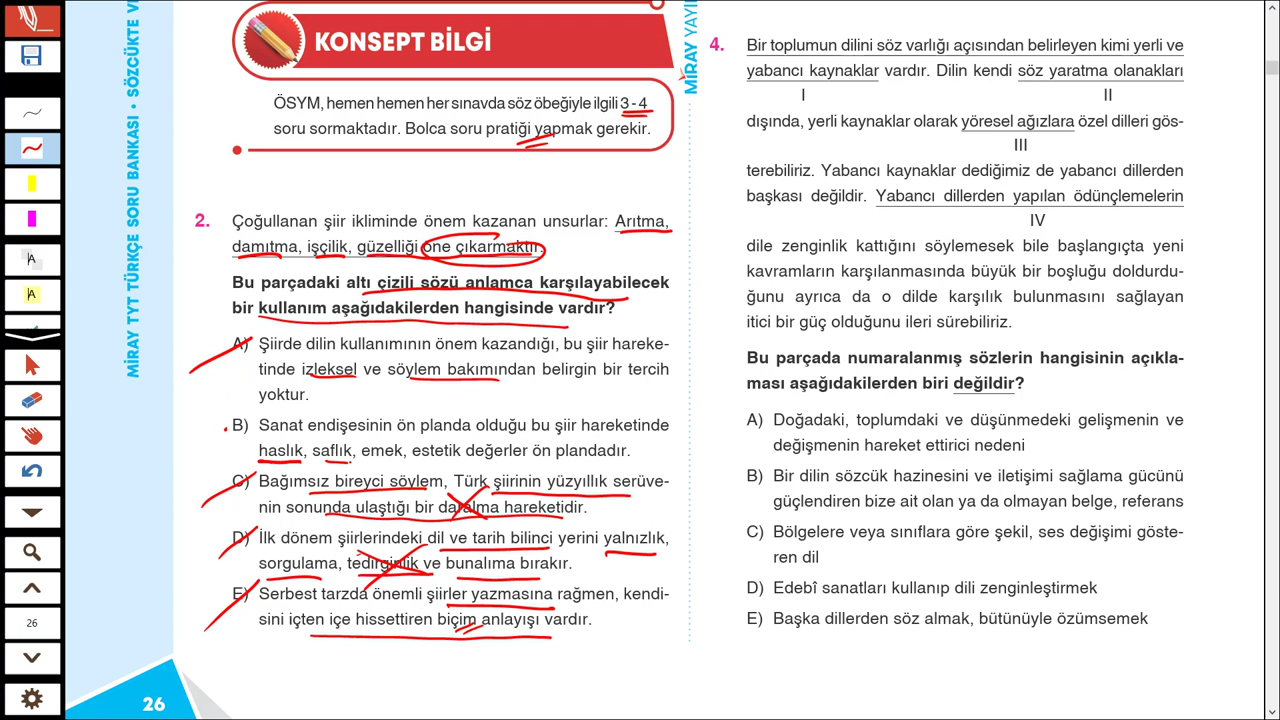 KONSEPT BİLGİ
ÖSYM, hemen hemen her sınavda söz öbeğiyle ilgili 3 - 4
soru sormaktadır. Bolca soru pratiği yapmak gerekir.
2. Çoğullanan şiir ikliminde önem kazanan unsurlar: Arıtma,
damıtma, işçilik, güzelliği öne çıkarmaktır.
Bu parçadaki altı çizili sözü anlamca karşılayabilecek
bir kullanım aşağıdakilerden hangisinde vardır?
A) Şiirde dilin kullanımının önem kazandığı, bu şiir hareke-
tinde izleksel ve söylem bakımından belirgin bir tercih
yoktur.
B) Sanat endişesinin ön planda olduğu bu şiir hareketinde
haslık, saflık, emek, estetik değerler ön plandadır.
C) Bağımsız bireyci söylem, Türk şiirinin yüzyıllık serüve-
nin sonunda ulaştığı bir daralma hareketidir.
D) İlk dönem şiirlerindeki dil ve tarih bilinci yerini yalnızlık,
sorgulama, tedirginlik ve bunalıma bırakır.
E) Serbest tarzda önemli şiirler yazmasına rağmen, kendi-
sini içten içe hissettiren biçim anlayışı vardır.
4. Bir toplumun dilini söz varlığı açısından belirleyen kimi yerli ve
yabancı kaynaklar vardır. Dilin kendi söz yaratma olanakları
I II
dışında, yerli kaynaklar olarak yöresel ağızlara özel dilleri gös-
III
terebiliriz. Yabancı kaynaklar dediğimiz de yabancı dillerden
başkası değildir. Yabancı dillerden yapılan ödünçlemelerin
IV
dile zenginlik kattığını söylemesek bile başlangıçta yeni
kavramların karşılanmasında büyük bir boşluğu doldurdu-
ğunu ayrıca da o dilde karşılık bulunmasını sağlayan
itici bir güç olduğunu ileri sürebiliriz.
Bu parçada numaralanmış sözlerin hangisinin açıkla-
ması aşağıdakilerden biri değildir?
A) Doğadaki, toplumdaki ve düşünmedeki gelişmenin ve
değişmenin hareket ettirici nedeni
B) Bir dilin sözcük hazinesini ve iletişimi sağlama gücünü
güçlendiren bize ait olan ya da olmayan belge, referans
C) Bölgelere veya sınıflara göre şekil, ses değişimi göste-
ren dil
D) Edebî sanatları kullanıp dili zenginleştirmek
E) Başka dillerden söz almak, bütünüyle özümsemek
MİRAY TYT TÜRKÇE SORU BANKASI • SÖZCÜKTE
MİRAY YAYI
26
A
A
26